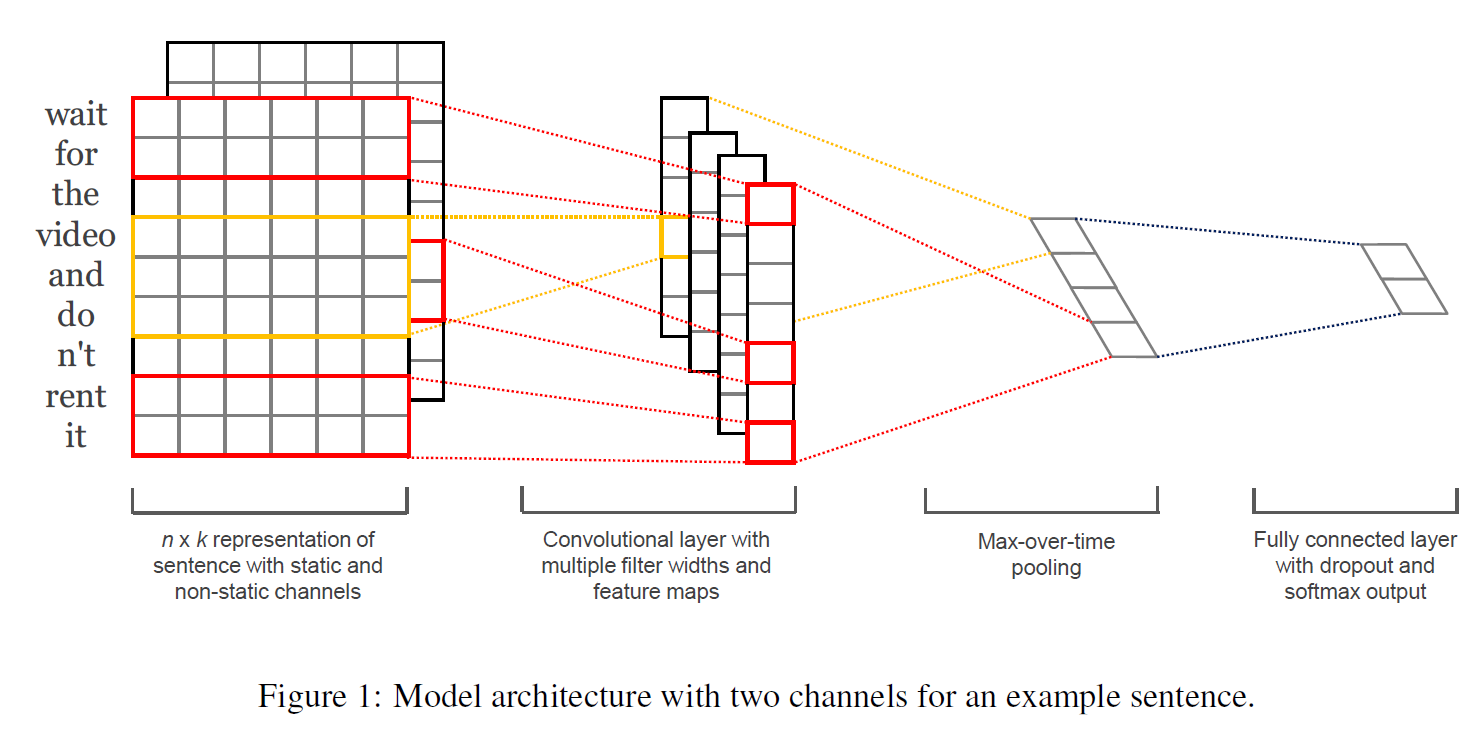 wait
for
the
video
and
do
n't
rent
it
n x k representation of
sentence with static and
non-static channels
Convolutional layer with
multiple filter widths and
feature maps
Max-over-time
pooling
Fully connected layer
with dropout and
softmax output
Figure 1: Model architecture with two channels for an example sentence.